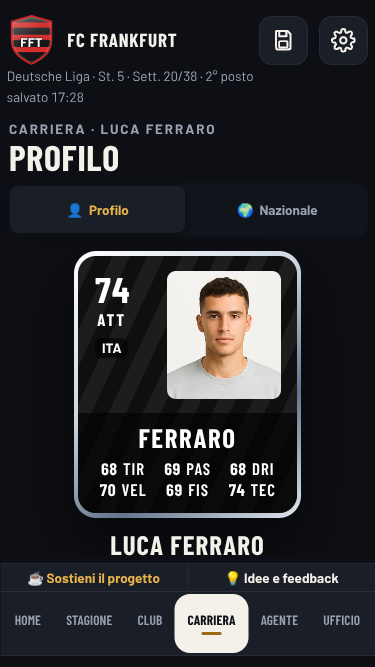 FFT
FC FRANKFURT
Deutsche Liga · St. 5 · Sett. 20/38 · 2° posto
salvato 17:28
CARRIERA · LUCA FERRARO
PROFILO
Profilo
Nazionale
74
ATT
ITA
FERRARO
68 TIR 69 PAS 68 DRI
70 VEL 69 FIS 74 TEC
LUCA FERRARO
Sostieni il progetto
Idee e feedback
HOME STAGIONE CLUB CARRIERA AGENTE UFFICIO